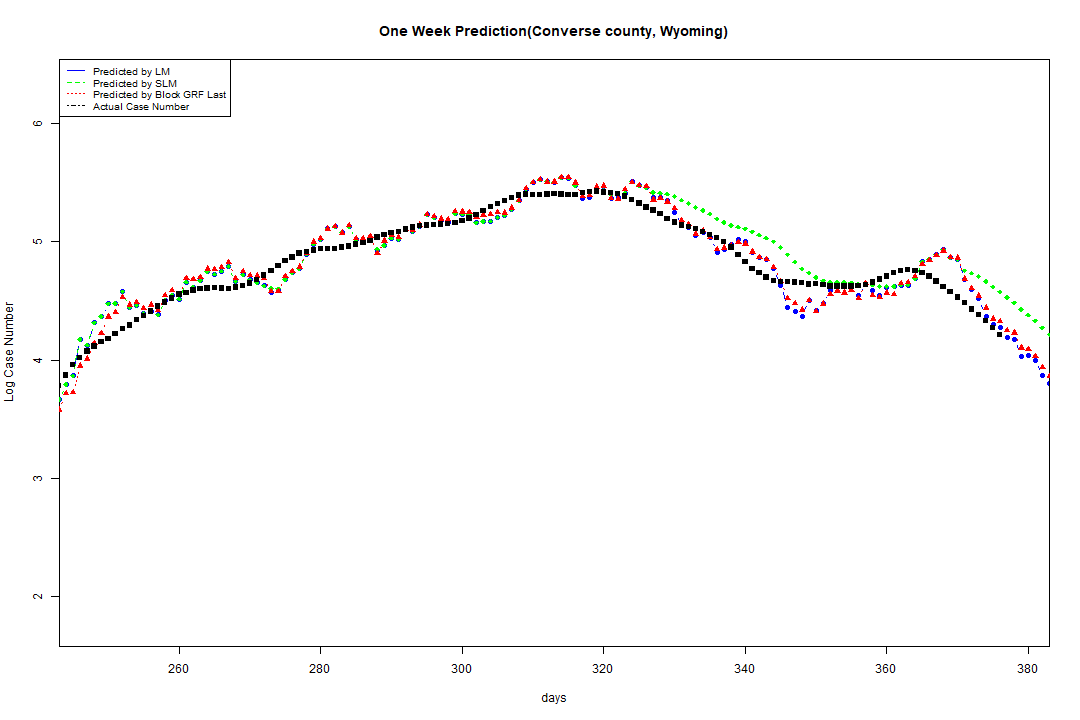 One Week Prediction(Converse county, Wyoming)
Predicted by LM
Predicted by SLM
Predicted by Block GRF Last
Actual Case Number
6
5
4
3
2
Log Case Number
260 280 300 320 340 360 380
days